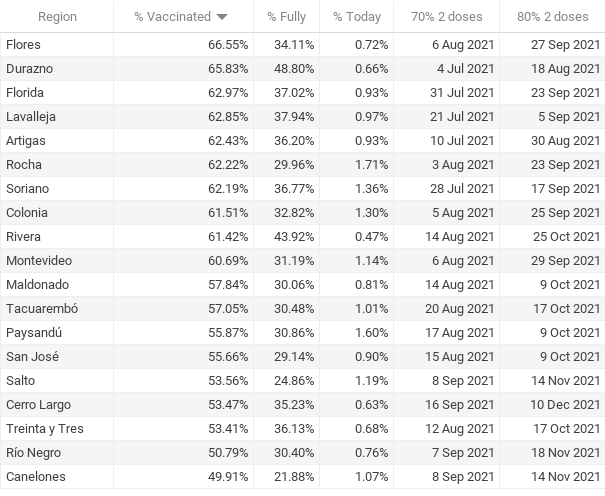 Region % Vaccinated % Fully % Today 70% 2 doses 80% 2 doses
Flores 66.55% 34.11% 0.72% 6 Aug 2021 27 Sep 2021
Durazno 65.83% 48.80% 0.66% 4 Jul 2021 18 Aug 2021
Florida 62.97% 37.02% 0.93% 31 Jul 2021 23 Sep 2021
Lavalleja 62.85% 37.94% 0.97% 21 Jul 2021 5 Sep 2021
Artigas 62.43% 36.20% 0.93% 10 Jul 2021 30 Aug 2021
Rocha 62.22% 29.96% 1.71% 3 Aug 2021 23 Sep 2021
Soriano 62.19% 36.77% 1.36% 28 Jul 2021 17 Sep 2021
Colonia 61.51% 32.82% 1.30% 5 Aug 2021 25 Sep 2021
Rivera 61.42% 43.92% 0.47% 14 Aug 2021 25 Oct 2021
Montevideo 60.69% 31.19% 1.14% 6 Aug 2021 29 Sep 2021
Maldonado 57.84% 30.06% 0.81% 14 Aug 2021 9 Oct 2021
Tacuarembó 57.05% 30.48% 1.01% 20 Aug 2021 17 Oct 2021
Paysandú 55.87% 30.86% 1.60% 17 Aug 2021 9 Oct 2021
San José 55.66% 29.14% 0.90% 15 Aug 2021 9 Oct 2021
Salto 53.56% 24.86% 1.19% 8 Sep 2021 14 Nov 2021
Cerro Largo 53.47% 35.23% 0.63% 16 Sep 2021 10 Dec 2021
Treinta y Tres 53.41% 36.13% 0.68% 12 Aug 2021 17 Oct 2021
Río Negro 50.79% 30.40% 0.76% 7 Sep 2021 18 Nov 2021
Canelones 49.91% 21.88% 1.07% 8 Sep 2021 14 Nov 2021